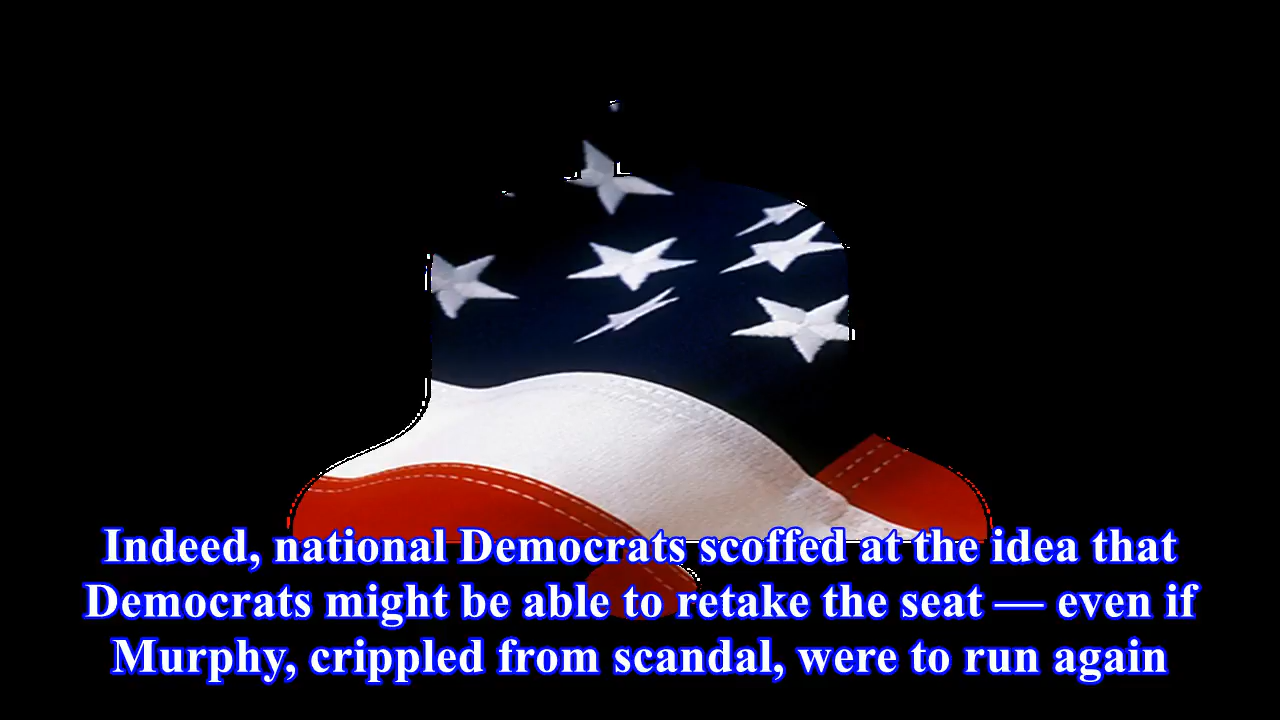 Indeed, national Democrats scoffed at the idea that
Democrats might be able to retake the seat — even if
Murphy, crippled from scandal, were to run again